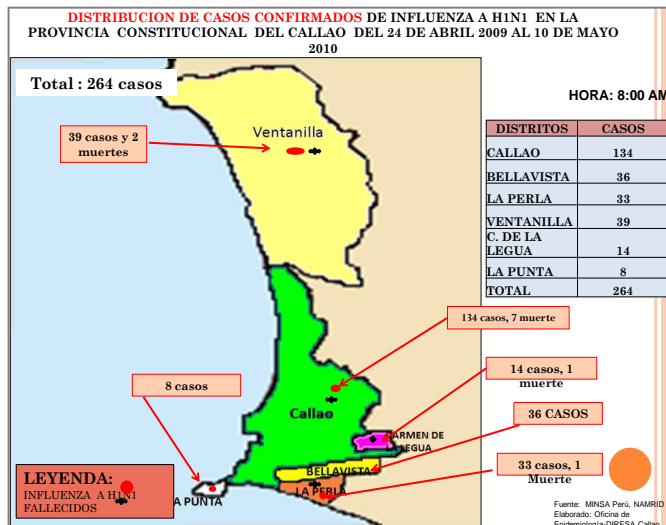 DISTRIBUCION DE CASOS CONFIRMADOS DE INFLUENZA A H1N1 EN LA
PROVINCIA CONSTITUCIONAL DEL CALLAO DEL 24 DE ABRIL 2009 AL 10 DE MAYO
2010
Total : 264 casos
HORA: 8:00 AM
39 casos y 2
muertes
Ventanilla
DISTRITOS CASOS
CALLAO 134
BELLAVISTA 36
LA PERLA 33
VENTANILLA 39
C. DE LA
LEGUA 14
LA PUNTA 8
TOTAL 264
134 casos, 7 muerte
14 casos, 1
muerte
8 casos
Callao
36 CASOS
CARMEN DE
LA LEGUA
BELLAVISTA
33 casos, 1
Muerte
LA PERLA
A PUNTA
LEYENDA:
INFLUENZA A H1N1
FALLECIDOS
Fuente: MINSA Perú, NAMRID
Elaborado: Oficina de
Epidemiología-DIRESA Callao